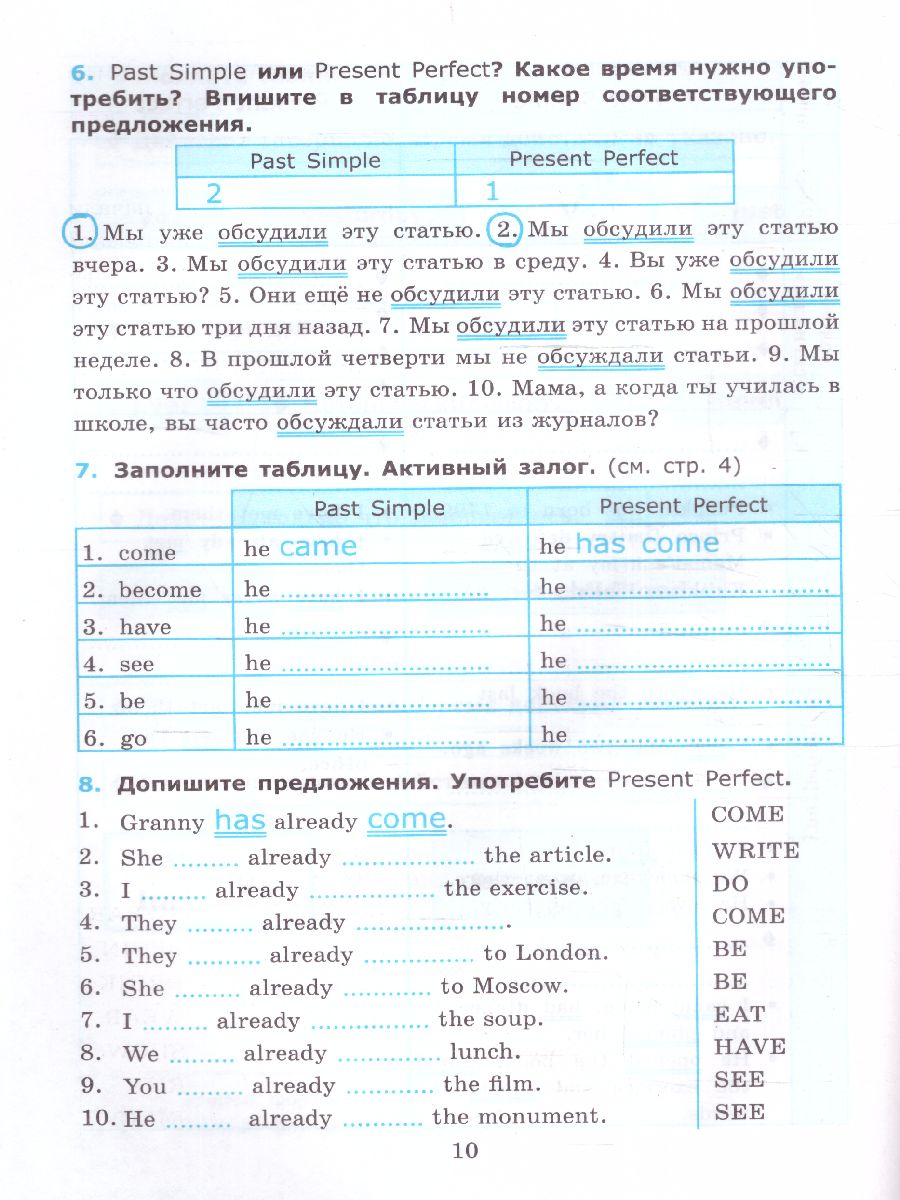 6. Past Simple или Present Perfect? Какое время нужно упо-
требить? Впишите в таблицу номер соответствующего
предложения.
Past Simple Present Perfect
2 1
1. Мы уже обсудили эту статью. 2. Мы обсудили эту статью
вчера. 3. Мы обсудили эту статью в среду. 4. Вы уже обсудили
эту статью? 5. Они ещё не обсудили эту статью. 6. Мы обсудили
эту статью три дня назад. 7. Мы обсудили эту статью на прошлой
неделе. 8. В прошлой четверти мы не обсуждали статьи. 9. Мы
только что обсудили эту статью. 10. Мама, а когда ты училась в
школе, вы часто обсуждали статьи из журналов?
7. Заполните таблицу. Активный залог. (см. стр. 4)
Past Simple Present Perfect
1. come he came he has come
2. become he .............................. he ....................................
3. have he .............................. he ....................................
4. see he .............................. he ....................................
5. be he .............................. he ....................................
6. go he .............................. he ....................................
8. Допишите предложения. Употребите Present Perfect.
1. Granny has already come. COME
2. She ......... already .................. the article. WRITE
3. I ......... already .................. the exercise. DO
4. They ......... already ...................... COME
5. They .......... already ............... to London. BE
6. She ......... already ............ to Moscow. BE
7. I ......... already ................ the soup. EAT
8. We ......... already .............. lunch. HAVE
9. You ......... already ............ the film. SEE
10. He ......... already ........... the monument. SEE
10